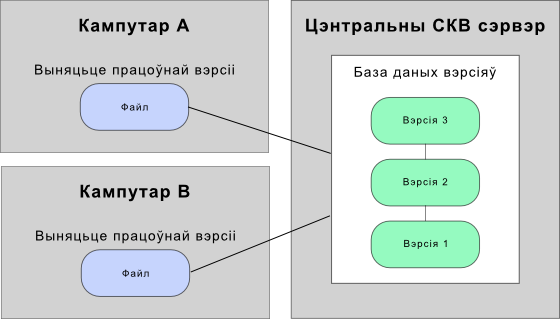 Кампутар A
Выняцьце працоўнай вэрсіі
Файл
Кампутар B
Выняцьце працоўнай вэрсіі
Файл
Цэнтральны СКВ сэрвэр
База даных вэрсіяў
Вэрсія 3
Вэрсія 2
Вэрсія 1